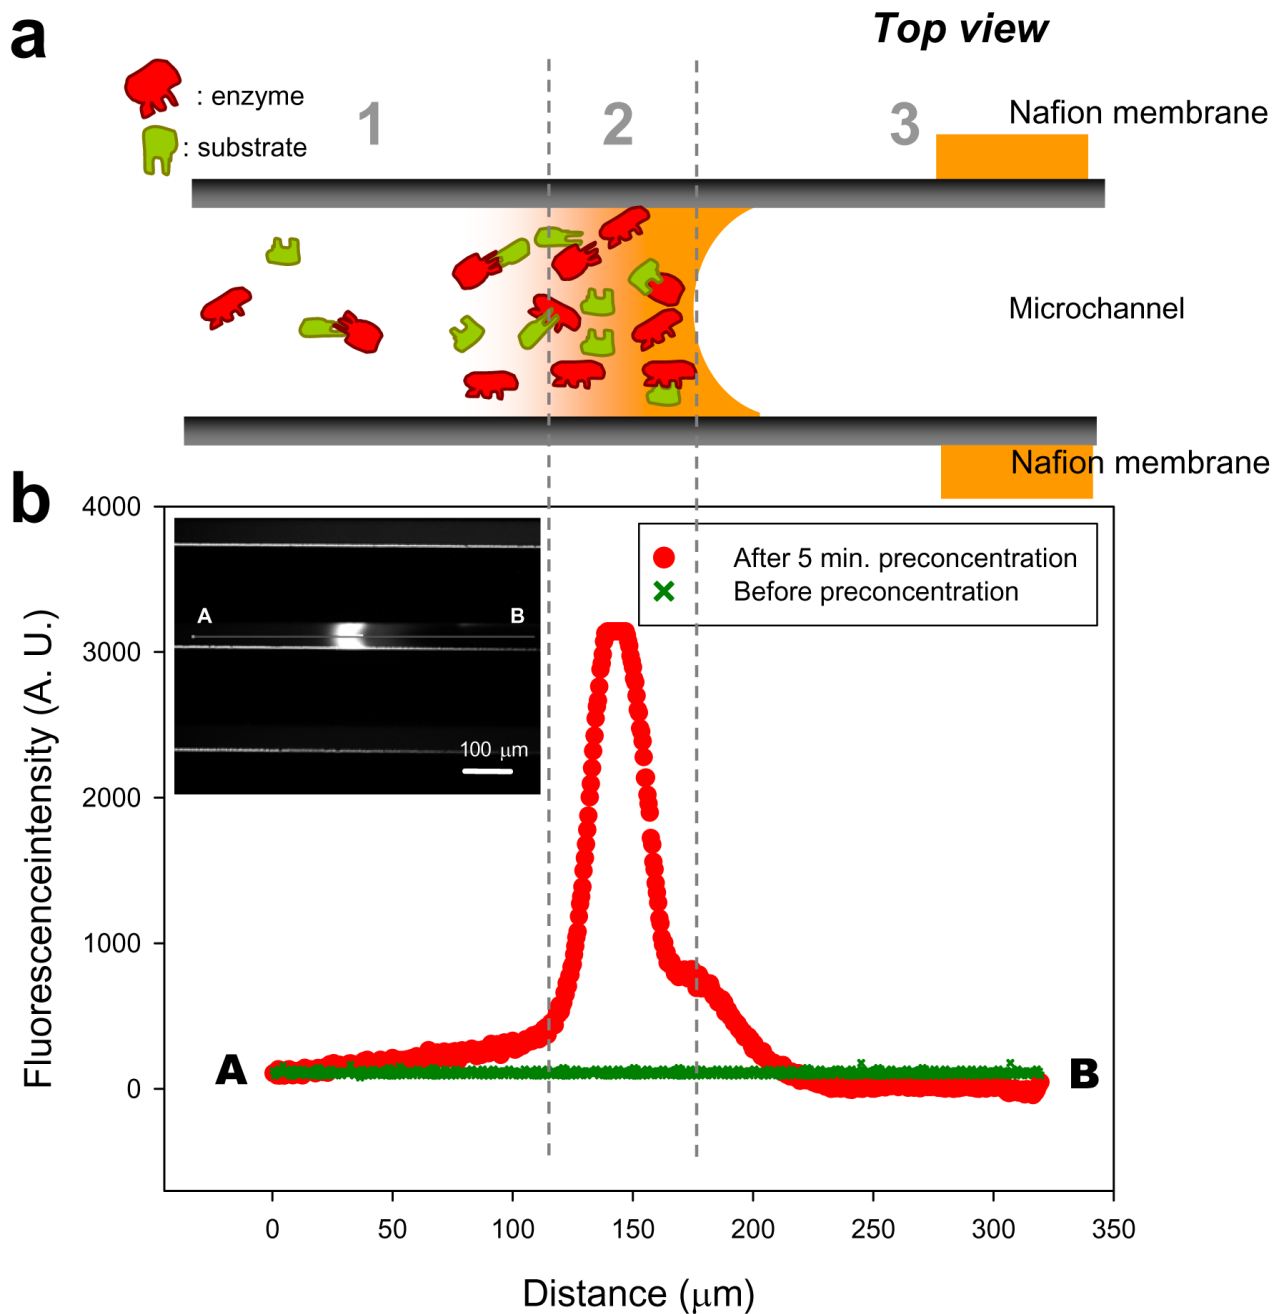 a
Top view
: enzyme
: substrate
1
2
3
Nafion membrane
Microchannel
Nafion membrane
b
4000
3000
2000
1000
0
Fluorescenceintensity (A. U.)
A
B
100 μm
After 5 min. preconcentration
Before preconcentration
A
B
0
50
100
150
200
250
300
350
Distance (μm)